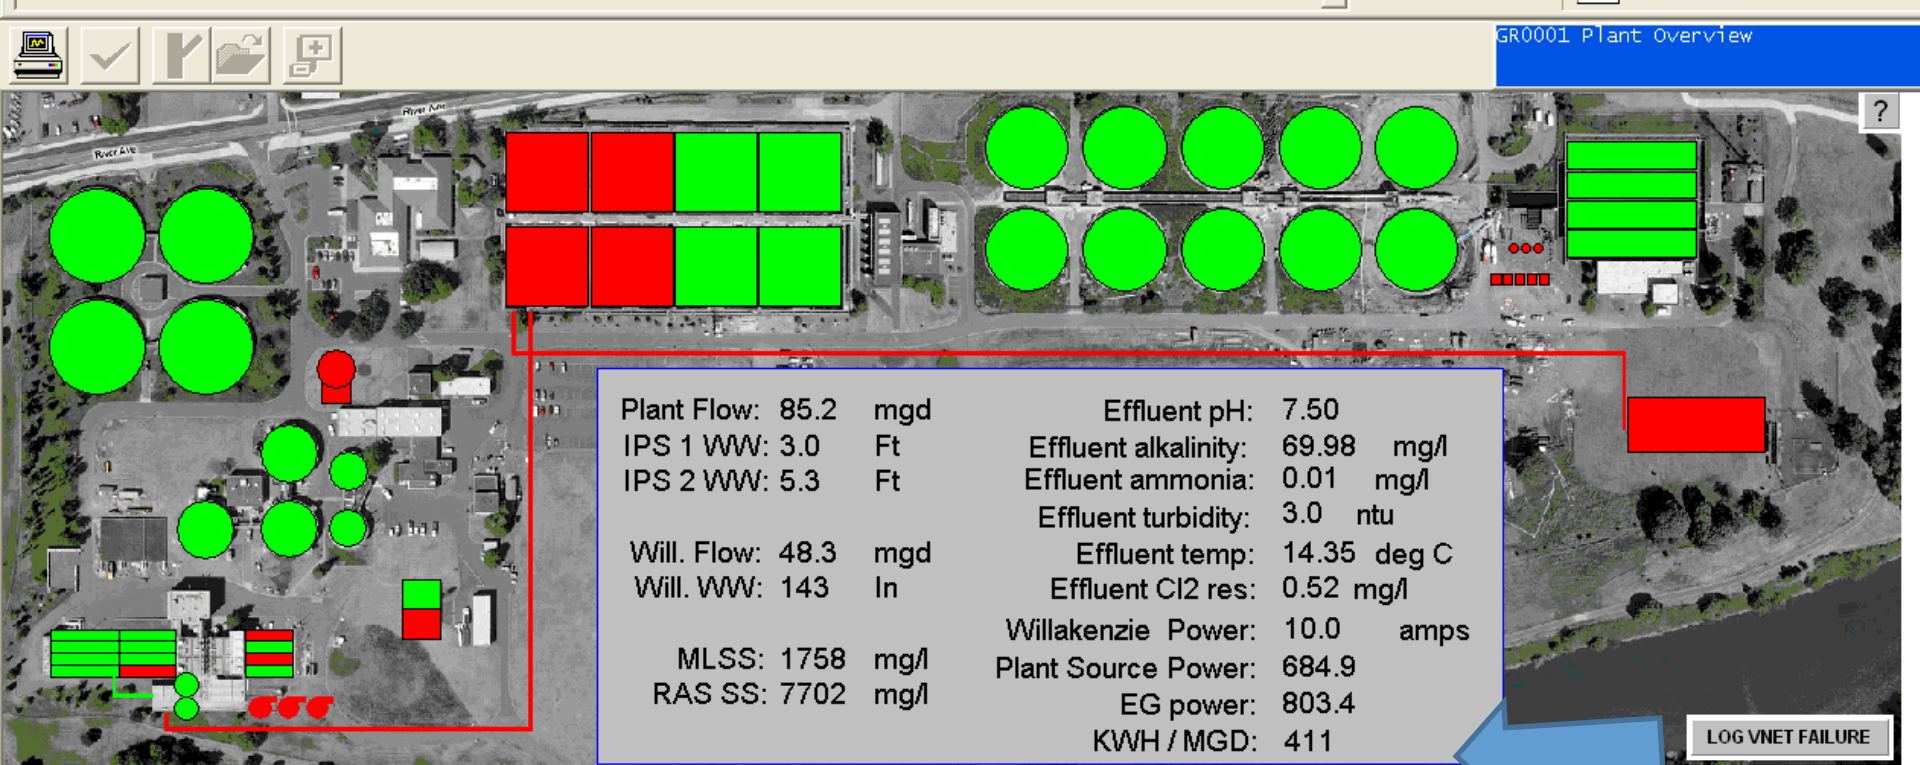 GR0001 Plant Overview
?
River Ave
River Ave
Plant Flow: 85.2 mgd
IPS 1 WW: 3.0 Ft
IPS 2 WW: 5.3 Ft
Will. Flow: 48.3 mgd
Will. WW: 143 In
MLSS: 1758 mg/l
RAS SS: 7702 mg/l
Effluent pH: 7.50
Effluent alkalinity: 69.98 mg/l
Effluent ammonia: 0.01 mg/l
Effluent turbidity: 3.0 ntu
Effluent temp: 14.35 deg C
Effluent Cl2 res: 0.52 mg/l
Willakenzie Power: 10.0 amps
Plant Source Power: 684.9
EG power: 803.4
KWH / MGD: 411
LOG VNET FAILURE